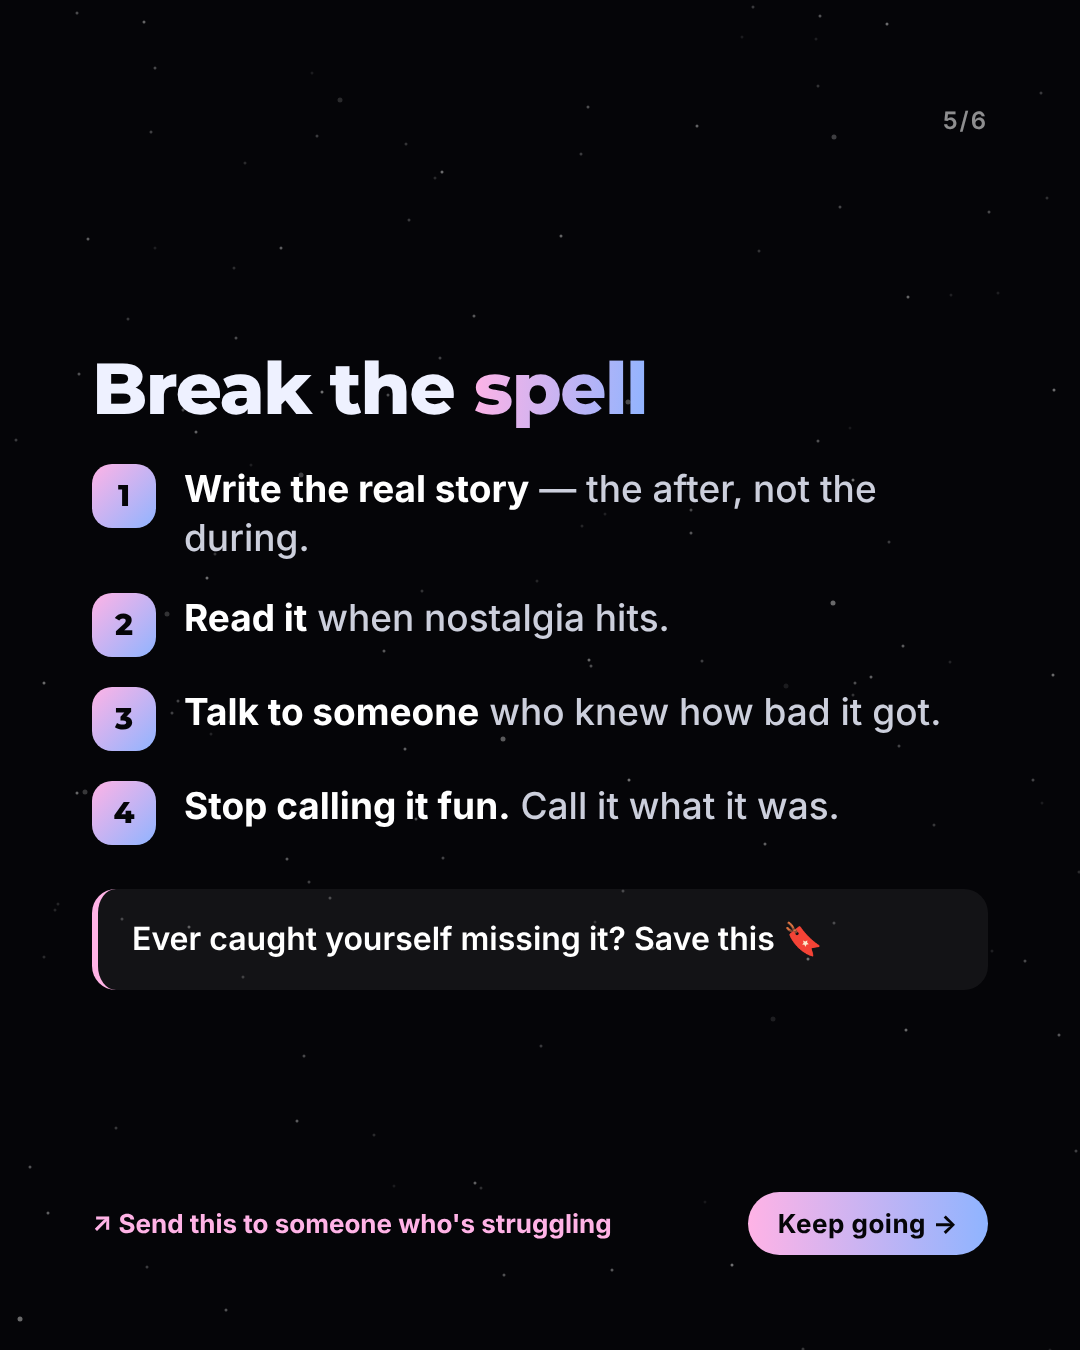 5/6
Break the spell
1 Write the real story — the after, not the
during.
2 Read it when nostalgia hits.
3 Talk to someone who knew how bad it got.
4 Stop calling it fun. Call it what it was.
Ever caught yourself missing it? Save this 🔖
↗ Send this to someone who's struggling
Keep going →